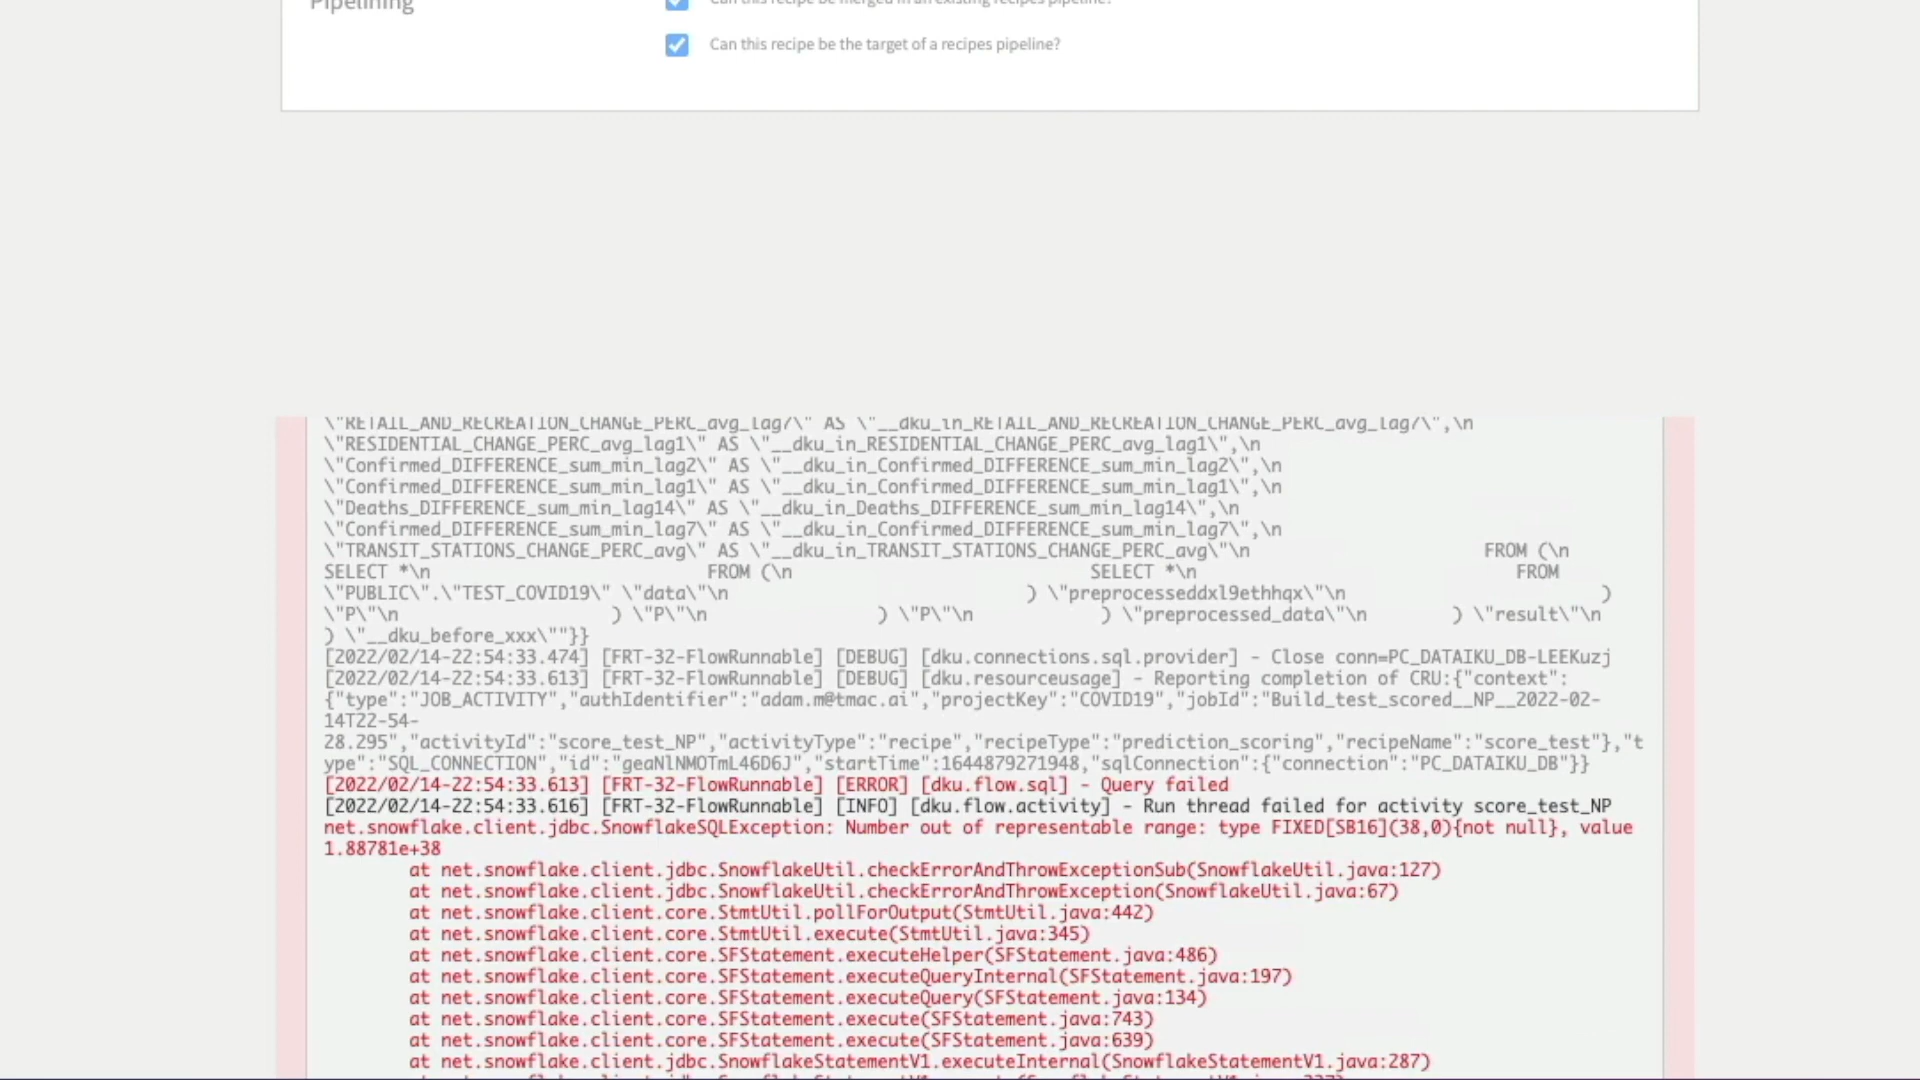 Pipelining
Can this recipe be merged in an existing recipes pipeline?
Can this recipe be the target of a recipes pipeline?
\"RETAIL_AND_RECREATION_CHANGE_PERC_avg_lag7\" AS \"__dku_in_RETAIL_AND_RECREATION_CHANGE_PERC_avg_lag7\",\n
\"RESIDENTIAL_CHANGE_PERC_avg_lag1\" AS \"__dku_in_RESIDENTIAL_CHANGE_PERC_avg_lag1\",\n
\"Confirmed_DIFFERENCE_sum_min_lag2\" AS \"__dku_in_Confirmed_DIFFERENCE_sum_min_lag2\",\n
\"Confirmed_DIFFERENCE_sum_min_lag1\" AS \"__dku_in_Confirmed_DIFFERENCE_sum_min_lag1\",\n
\"Deaths_DIFFERENCE_sum_min_lag14\" AS \"__dku_in_Deaths_DIFFERENCE_sum_min_lag14\",\n
\"Confirmed_DIFFERENCE_sum_min_lag7\" AS \"__dku_in_Confirmed_DIFFERENCE_sum_min_lag7\",\n
\"TRANSIT_STATIONS_CHANGE_PERC_avg\" AS \"__dku_in_TRANSIT_STATIONS_CHANGE_PERC_avg\"\n FROM (\n
SELECT *\n FROM (\n SELECT *\n FROM
\"PUBLIC\".\"TEST_COVID19\" \"data\"\n ) \"preprocesseddxl9ethhqx\"\n )
\"P\"\n ) \"P\"\n ) \"P\"\n ) \"preprocessed_data\"\n ) \"result\"\n
) \"__dku_before_xxx\""}}
[2022/02/14-22:54:33.474] [FRT-32-FlowRunnable] [DEBUG] [dku.connections.sql.provider] - Close conn=PC_DATAIKU_DB-LEEKuzj
[2022/02/14-22:54:33.613] [FRT-32-FlowRunnable] [DEBUG] [dku.resourceusage] - Reporting completion of CRU:{"context":
{"type":"JOB_ACTIVITY","authIdentifier":"adam.m@tmac.ai","projectKey":"COVID19","jobId":"Build_test_scored__NP__2022-02-
14T22-54-
28.295","activityId":"score_test_NP","activityType":"recipe","recipeType":"prediction_scoring","recipeName":"score_test"},"t
ype":"SQL_CONNECTION","id":"geaNlNMOTmL46D6J","startTime":1644879271948,"sqlConnection":{"connection":"PC_DATAIKU_DB"}}
[2022/02/14-22:54:33.613] [FRT-32-FlowRunnable] [ERROR] [dku.flow.sql] - Query failed
[2022/02/14-22:54:33.616] [FRT-32-FlowRunnable] [INFO] [dku.flow.activity] - Run thread failed for activity score_test_NP
net.snowflake.client.jdbc.SnowflakeSQLException: Number out of representable range: type FIXED[SB16](38,0){not null}, value
1.88781e+38
at net.snowflake.client.jdbc.SnowflakeUtil.checkErrorAndThrowExceptionSub(SnowflakeUtil.java:127)
at net.snowflake.client.jdbc.SnowflakeUtil.checkErrorAndThrowException(SnowflakeUtil.java:67)
at net.snowflake.client.core.StmtUtil.pollForOutput(StmtUtil.java:442)
at net.snowflake.client.core.StmtUtil.execute(StmtUtil.java:345)
at net.snowflake.client.core.SFStatement.executeHelper(SFStatement.java:486)
at net.snowflake.client.core.SFStatement.executeQueryInternal(SFStatement.java:197)
at net.snowflake.client.core.SFStatement.executeQuery(SFStatement.java:134)
at net.snowflake.client.core.SFStatement.execute(SFStatement.java:743)
at net.snowflake.client.core.SFStatement.execute(SFStatement.java:639)
at net.snowflake.client.jdbc.SnowflakeStatementV1.executeInternal(SnowflakeStatementV1.java:287)